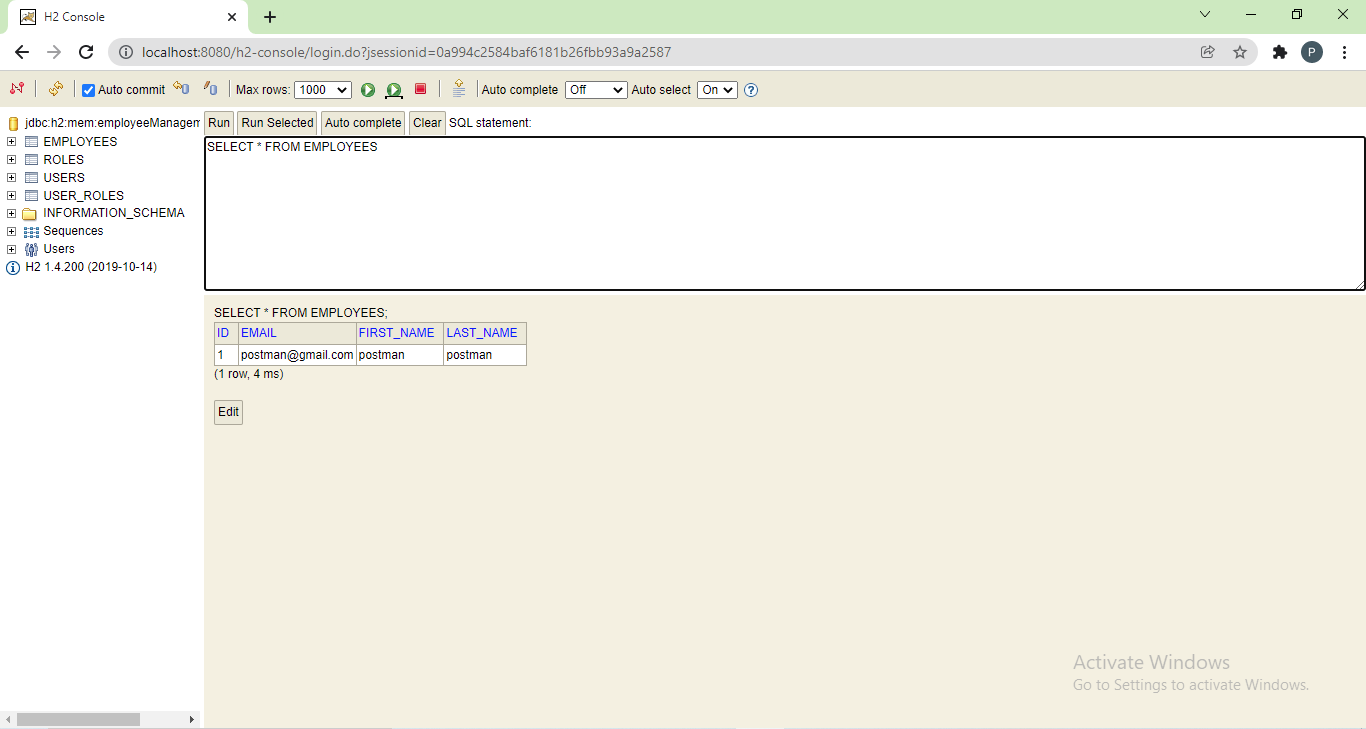 H2 Console
localhost:8080/h2-console/login.do?jsessionid=0a994c2584baf6181b26fbb93a9a2587
P
Auto commit Max rows: 1000 Auto complete Off Auto select On ?
jdbc:h2:mem:employeeManagem
EMPLOYEES
ROLES
USERS
USER_ROLES
INFORMATION_SCHEMA
Sequences
Users
H2 1.4.200 (2019-10-14)
Run Run Selected Auto complete Clear SQL statement:
SELECT * FROM EMPLOYEES
SELECT * FROM EMPLOYEES;
ID EMAIL FIRST_NAME LAST_NAME
1 postman@gmail.com postman postman
(1 row, 4 ms)
Edit
Activate Windows
Go to Settings to activate Windows.